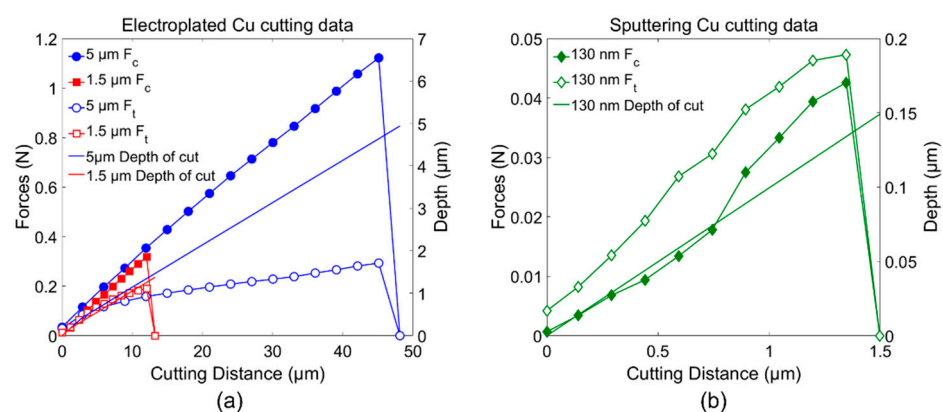 Electroplated Cu cutting data
1.2
1
0.8
0.6
0.4
0.2
0
Forces (N)
5 µm F_c
1.5 µm F_c
5 µm F_t
1.5 µm F_t
5µm Depth of cut
1.5 µm Depth of cut
7
6
5
4
3
2
1
0
Depth (µm)
0 10 20 30 40 50
Cutting Distance (µm)
(a)
Sputtering Cu cutting data
0.05
0.04
0.03
0.02
0.01
0
Forces (N)
130 nm F_c
130 nm F_t
130 nm Depth of cut
0.2
0.15
0.1
0.05
0
Depth (µm)
0 0.5 1 1.5
Cutting Distance (µm)
(b)